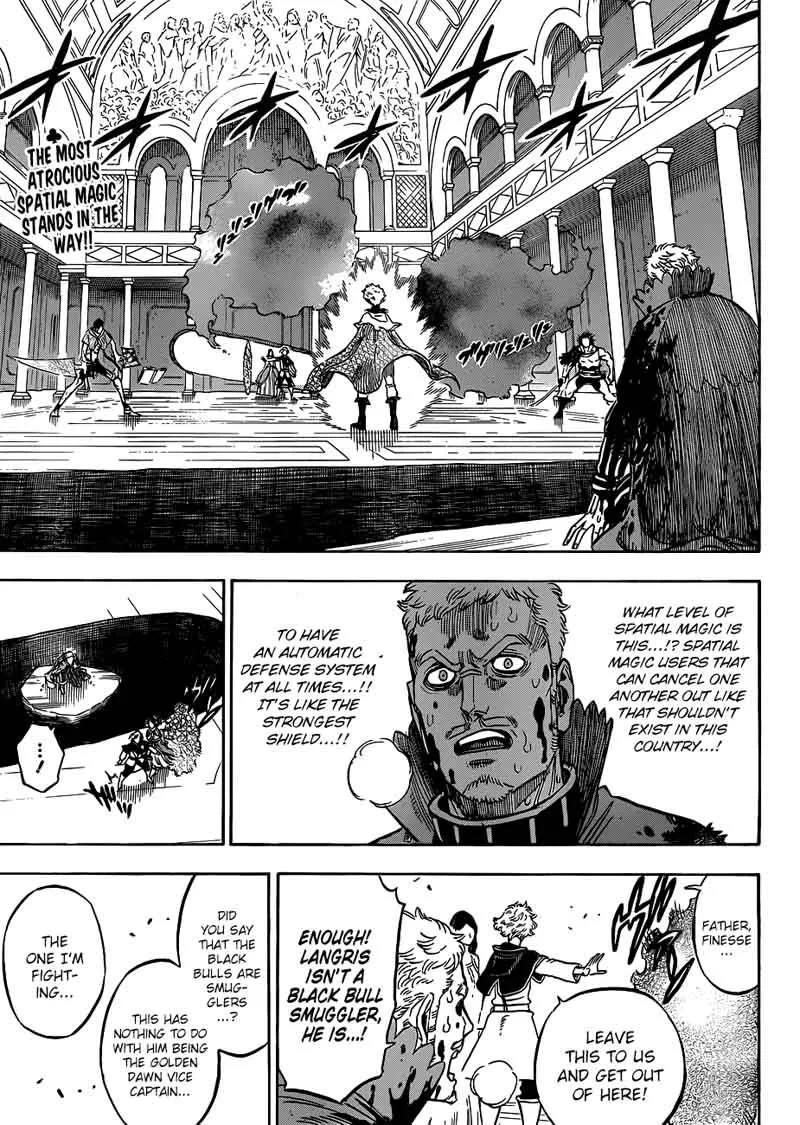 THE MOST
ATROCIOUS
SPATIAL MAGIC
STANDS IN THE
WAY!!
WHAT LEVEL OF
SPATIAL MAGIC IS
THIS...!? SPATIAL
MAGIC USERS THAT
CAN CANCEL ONE
ANOTHER OUT LIKE
THAT SHOULDN'T
EXIST IN THIS
COUNTRY...!
TO HAVE
AN AUTOMATIC
DEFENSE SYSTEM
AT ALL TIMES...!!
IT'S LIKE THE
STRONGEST
SHIELD...!!
...
FATHER,
FINESSE
...
LEAVE
THIS TO US
AND GET OUT
OF HERE!
ENOUGH!
LANGRIS
ISN'T A
BLACK BULL
SMUGGLER,
HE IS...!
DID
YOU SAY
THAT THE
BLACK
BULLS ARE
SMUG-
GLERS
...?
THIS HAS
NOTHING TO DO
WITH HIM BEING
THE GOLDEN
DAWN VICE
CAPTAIN...
THE
ONE I'M
FIGHT-
ING...